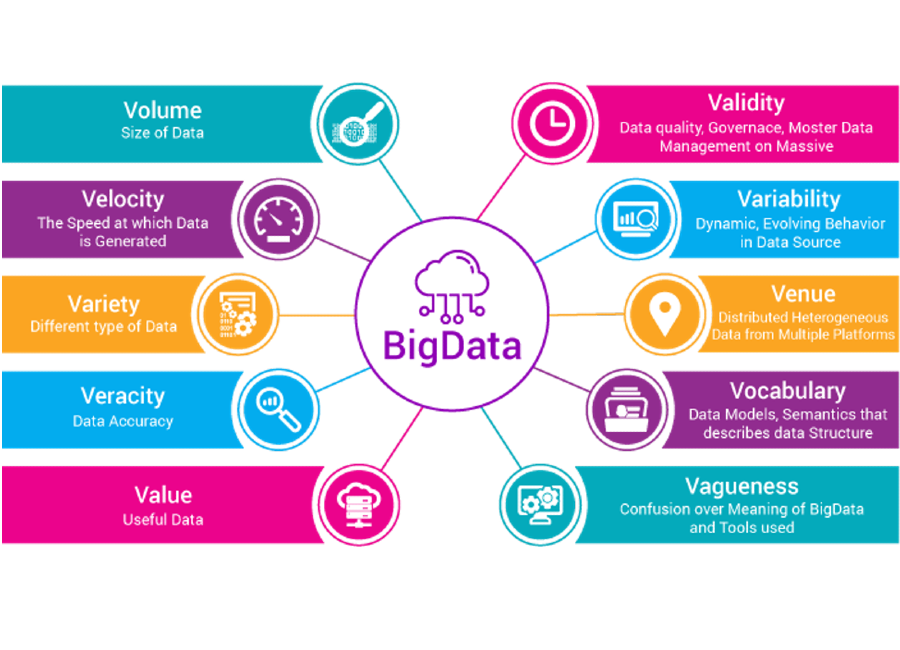 Volume
Size of Data
Velocity
The Speed at which Data
is Generated
Variety
Different type of Data
Veracity
Data Accuracy
Value
Useful Data
BigData
Validity
Data quality, Governace, Moster Data
Management on Massive
Variability
Dynamic, Evolving Behavior
in Data Source
Venue
Distributed Heterogeneous
Data from Multiple Platforms
Vocabulary
Data Models, Semantics that
describes data Structure
Vagueness
Confusion over Meaning of BigData
and Tools used